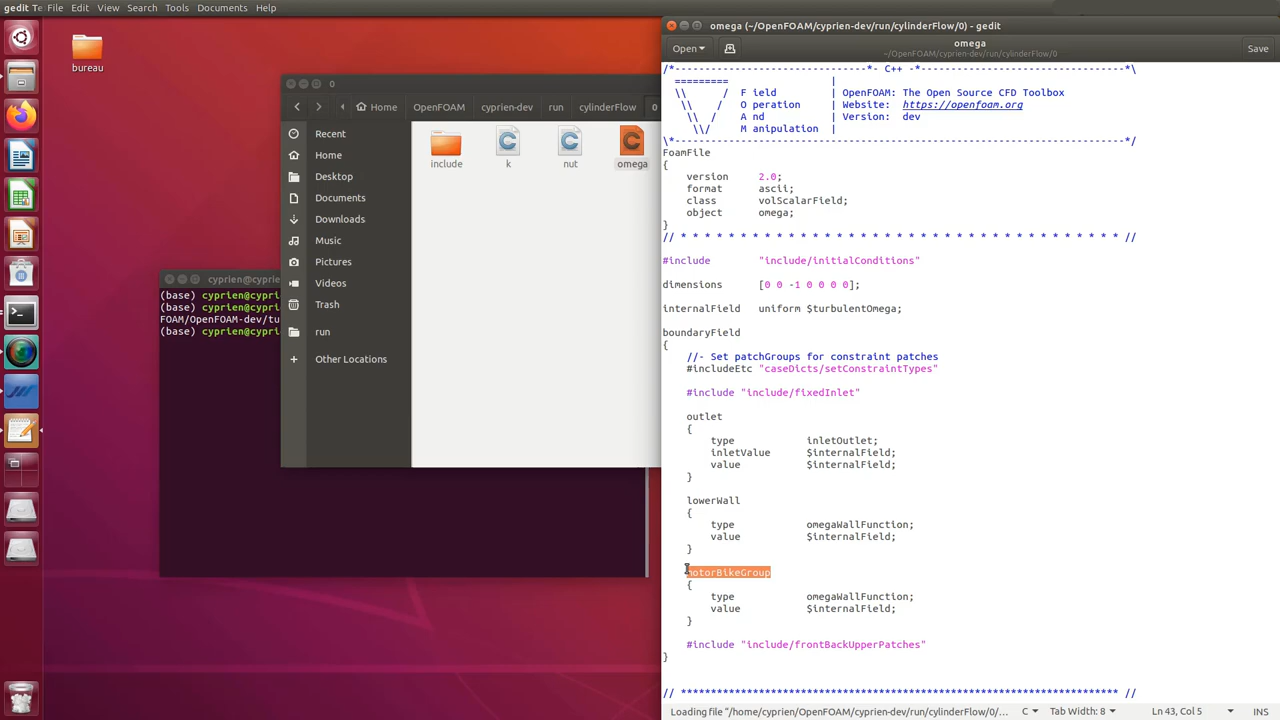 gedit Te File Edit View Search Tools Documents Help
bureau
0
Home OpenFOAM cyprien-dev run cylinderFlow 0
Recent
Home
Desktop
Documents
Downloads
Music
Pictures
Videos
Trash
run
Other Locations
include k nut omega
cyprien@cyprie
(base) cyprien@cypri
(base) cyprien@cypri
FOAM/OpenFOAM-dev/tu
(base) cyprien@cypri
omega (~/OpenFOAM/cyprien-dev/run/cylinderFlow/0) - gedit
Open omega Save
~/OpenFOAM/cyprien-dev/run/cylinderFlow/0
/*--------------------------------*- C++ -*----------------------------------*\
========= |
\\ / F ield | OpenFOAM: The Open Source CFD Toolbox
\\ / O peration | Website: https://openfoam.org
\\ / A nd | Version: dev
\\/ M anipulation |
\*---------------------------------------------------------------------------*/
FoamFile
{
version 2.0;
format ascii;
class volScalarField;
object omega;
}
// * * * * * * * * * * * * * * * * * * * * * * * * * * * * * * * * * * * * * //
#include "include/initialConditions"
dimensions [0 0 -1 0 0 0 0];
internalField uniform $turbulentOmega;
boundaryField
{
//- Set patchGroups for constraint patches
#includeEtc "caseDicts/setConstraintTypes"
#include "include/fixedInlet"
outlet
{
type inletOutlet;
inletValue $internalField;
value $internalField;
}
lowerWall
{
type omegaWallFunction;
value $internalField;
}
motorBikeGroup
{
type omegaWallFunction;
value $internalField;
}
#include "include/frontBackUpperPatches"
}
// ************************************************************************* //
Loading file "/home/cyprien/OpenFOAM/cyprien-dev/run/cylinderFlow/0/... C Tab Width: 8 Ln 43, Col 5 INS